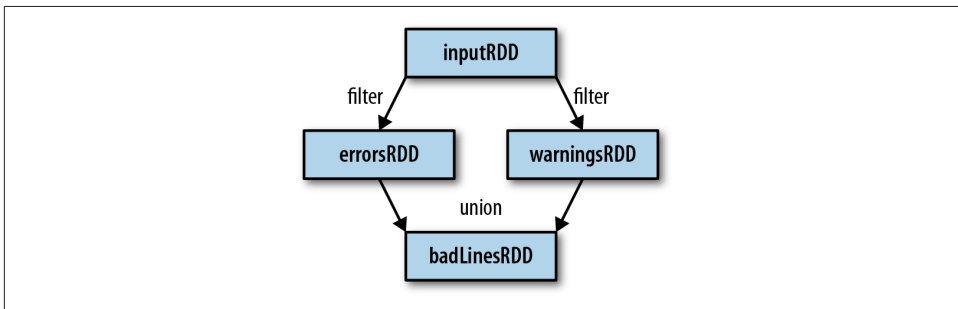 inputRDD
filter
filter
errorsRDD
warningsRDD
union
badLinesRDD